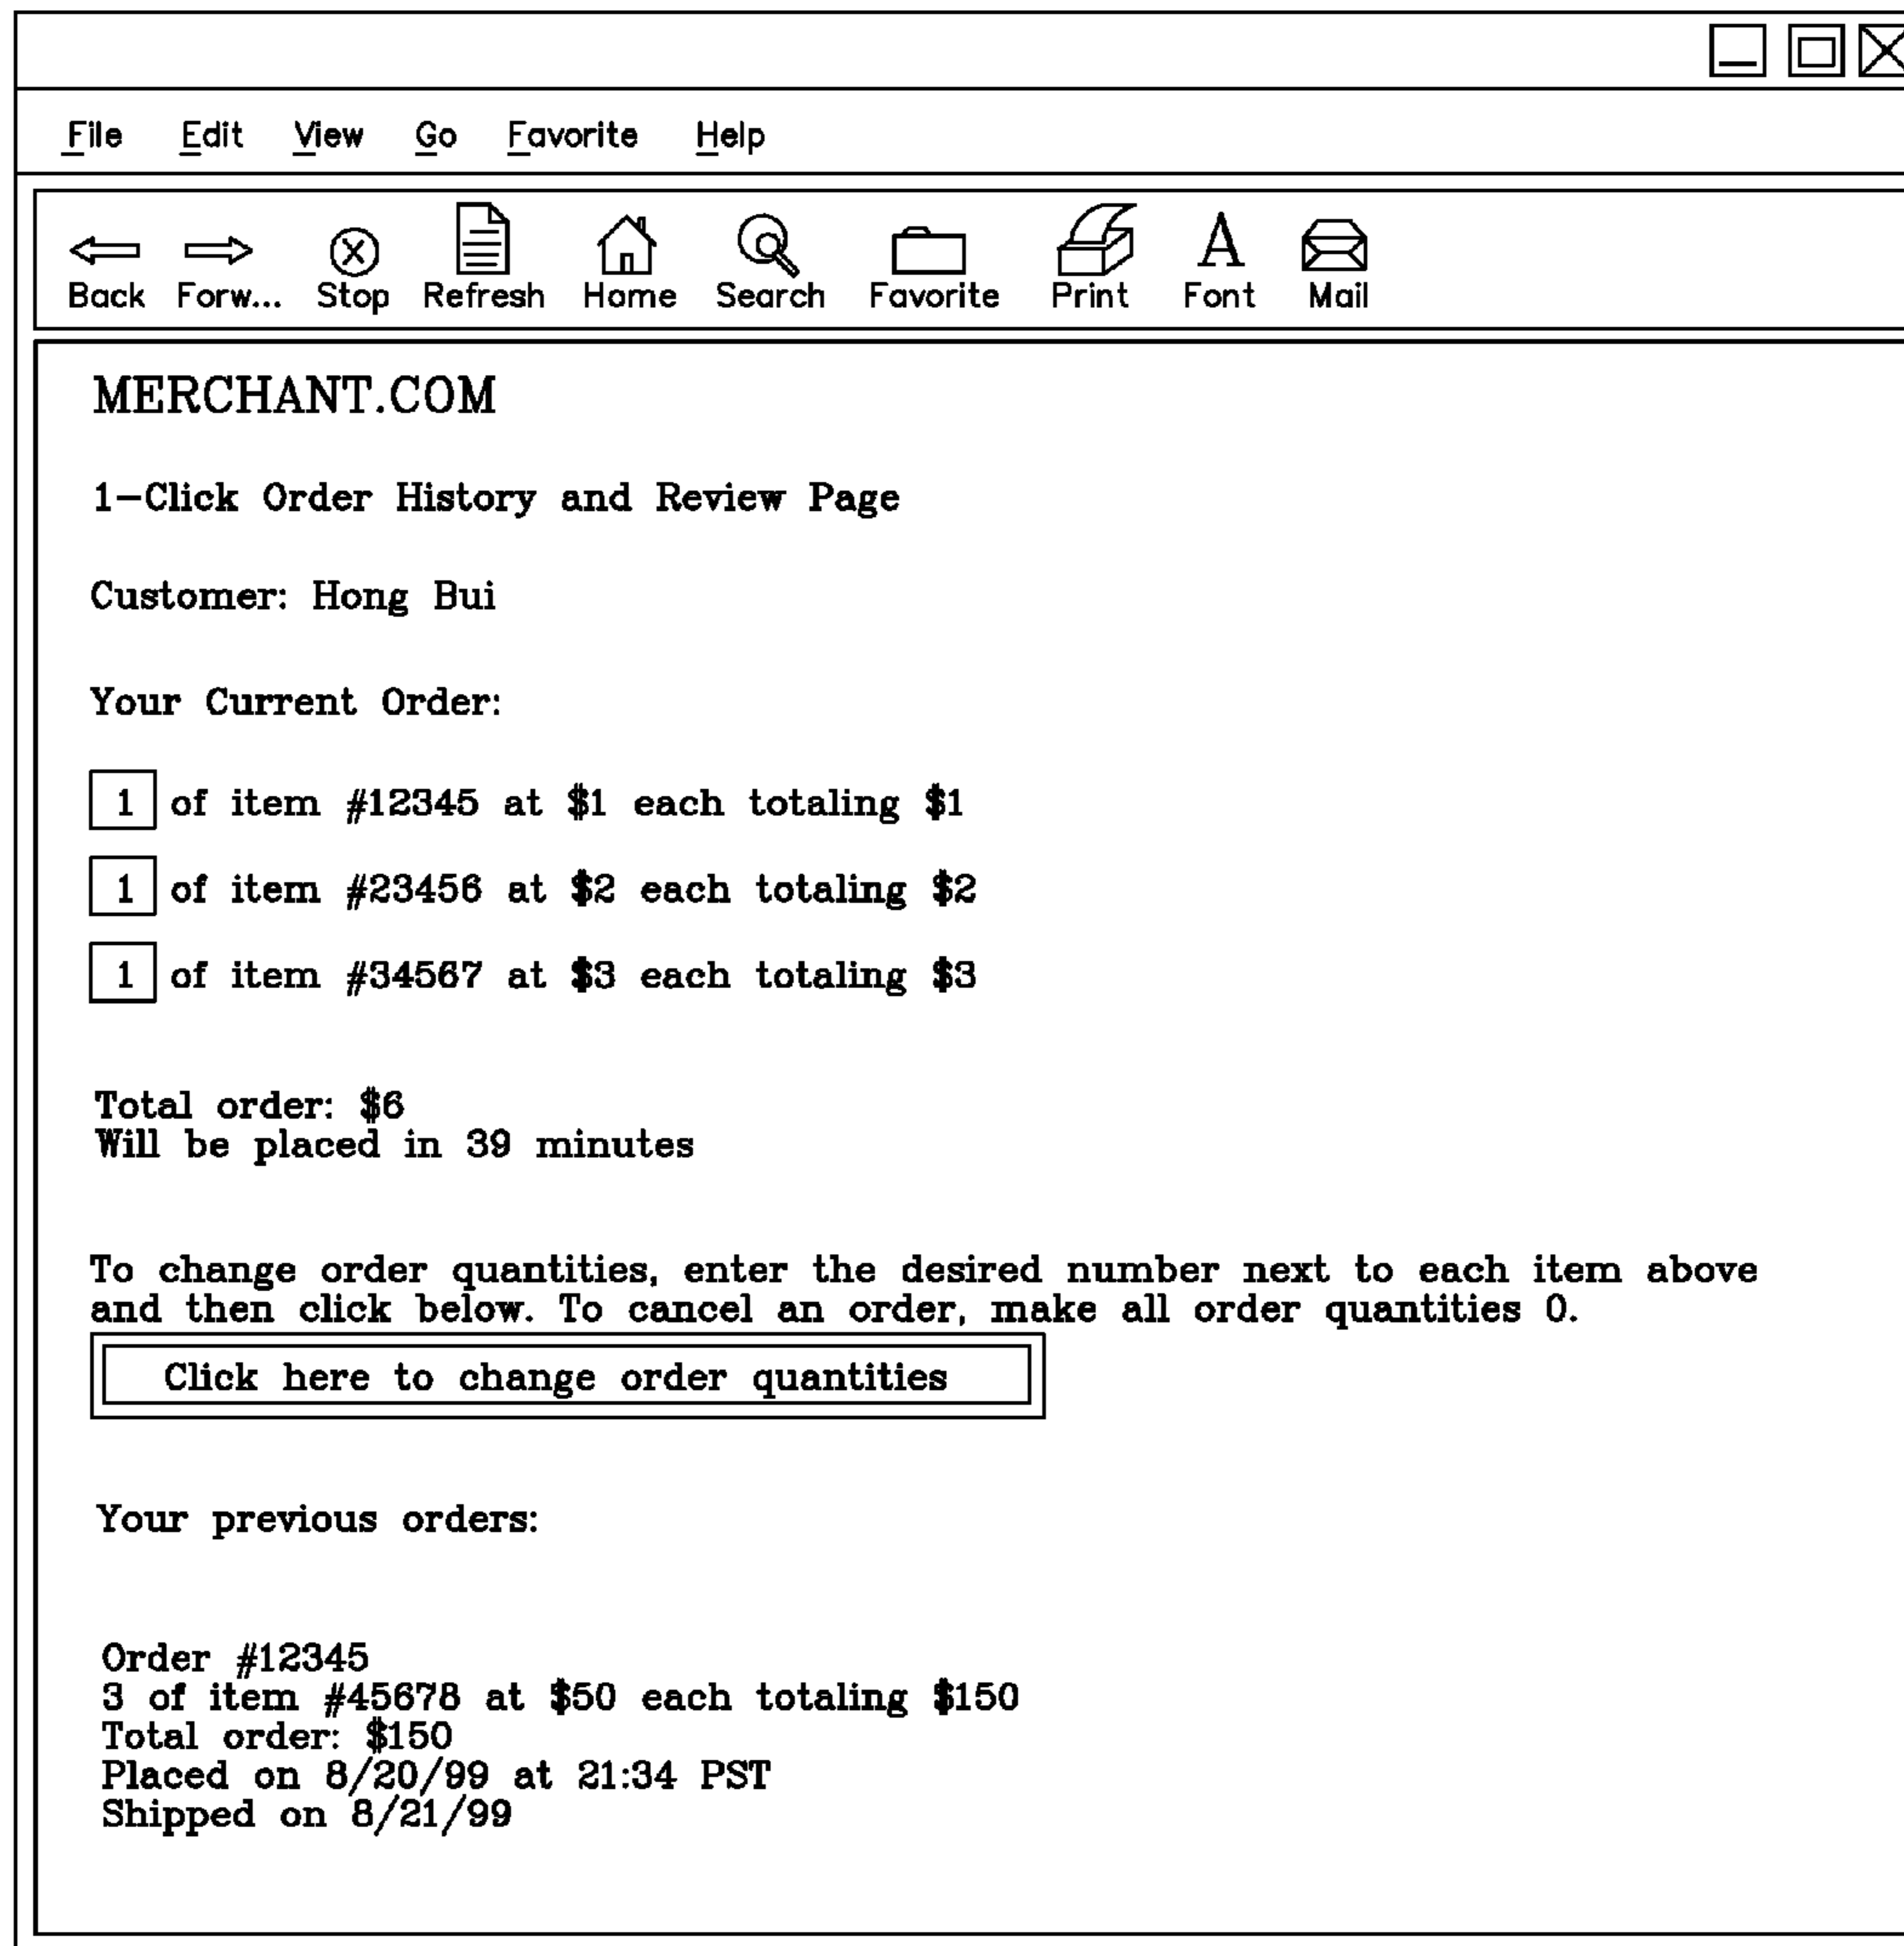 File Edit View Go Favorite Help
Back Forw... Stop Refresh Home Search Favorite Print Font Mail
MERCHANT.COM
1-Click Order History and Review Page
Customer: Hong Bui
Your Current Order:
1 of item #12345 at $1 each totaling $1
1 of item #23456 at $2 each totaling $2
1 of item #34567 at $3 each totaling $3
Total order: $6
Will be placed in 39 minutes
To change order quantities, enter the desired number next to each item above
and then click below. To cancel an order, make all order quantities 0.
Click here to change order quantities
Your previous orders:
Order #12345
3 of item #45678 at $50 each totaling $150
Total order: $150
Placed on 8/20/99 at 21:34 PST
Shipped on 8/21/99